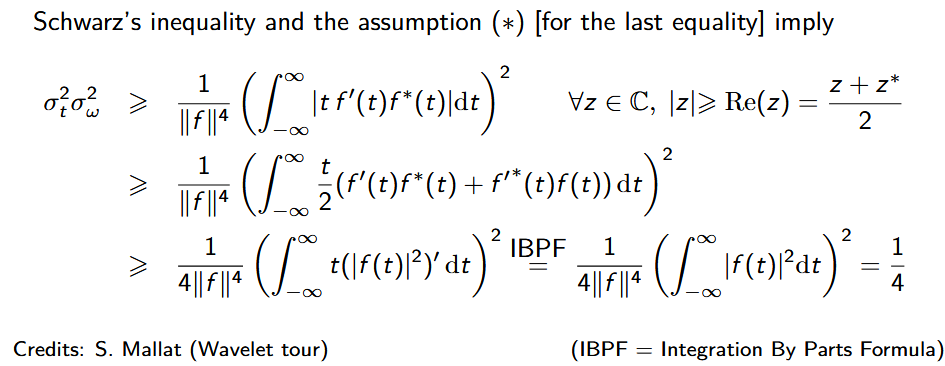 Schwarz's inequality and the assumption (∗) [for the last equality] imply
σ_t^2 σ_ω^2 ⩾ 1/‖f‖^4 (∫_{−∞}^{∞} |t f′(t)f*(t)|dt)^2 ∀z ∈ ℂ, |z|⩾ Re(z) = (z + z*)/2
⩾ 1/‖f‖^4 (∫_{−∞}^{∞} t/2 (f′(t)f*(t) + f′*(t)f(t)) dt)^2
⩾ 1/(4‖f‖^4) (∫_{−∞}^{∞} t(|f(t)|^2)′ dt)^2 IBPF = 1/(4‖f‖^4) (∫_{−∞}^{∞} |f(t)|^2 dt)^2 = 1/4
Credits: S. Mallat (Wavelet tour) (IBPF = Integration By Parts Formula)